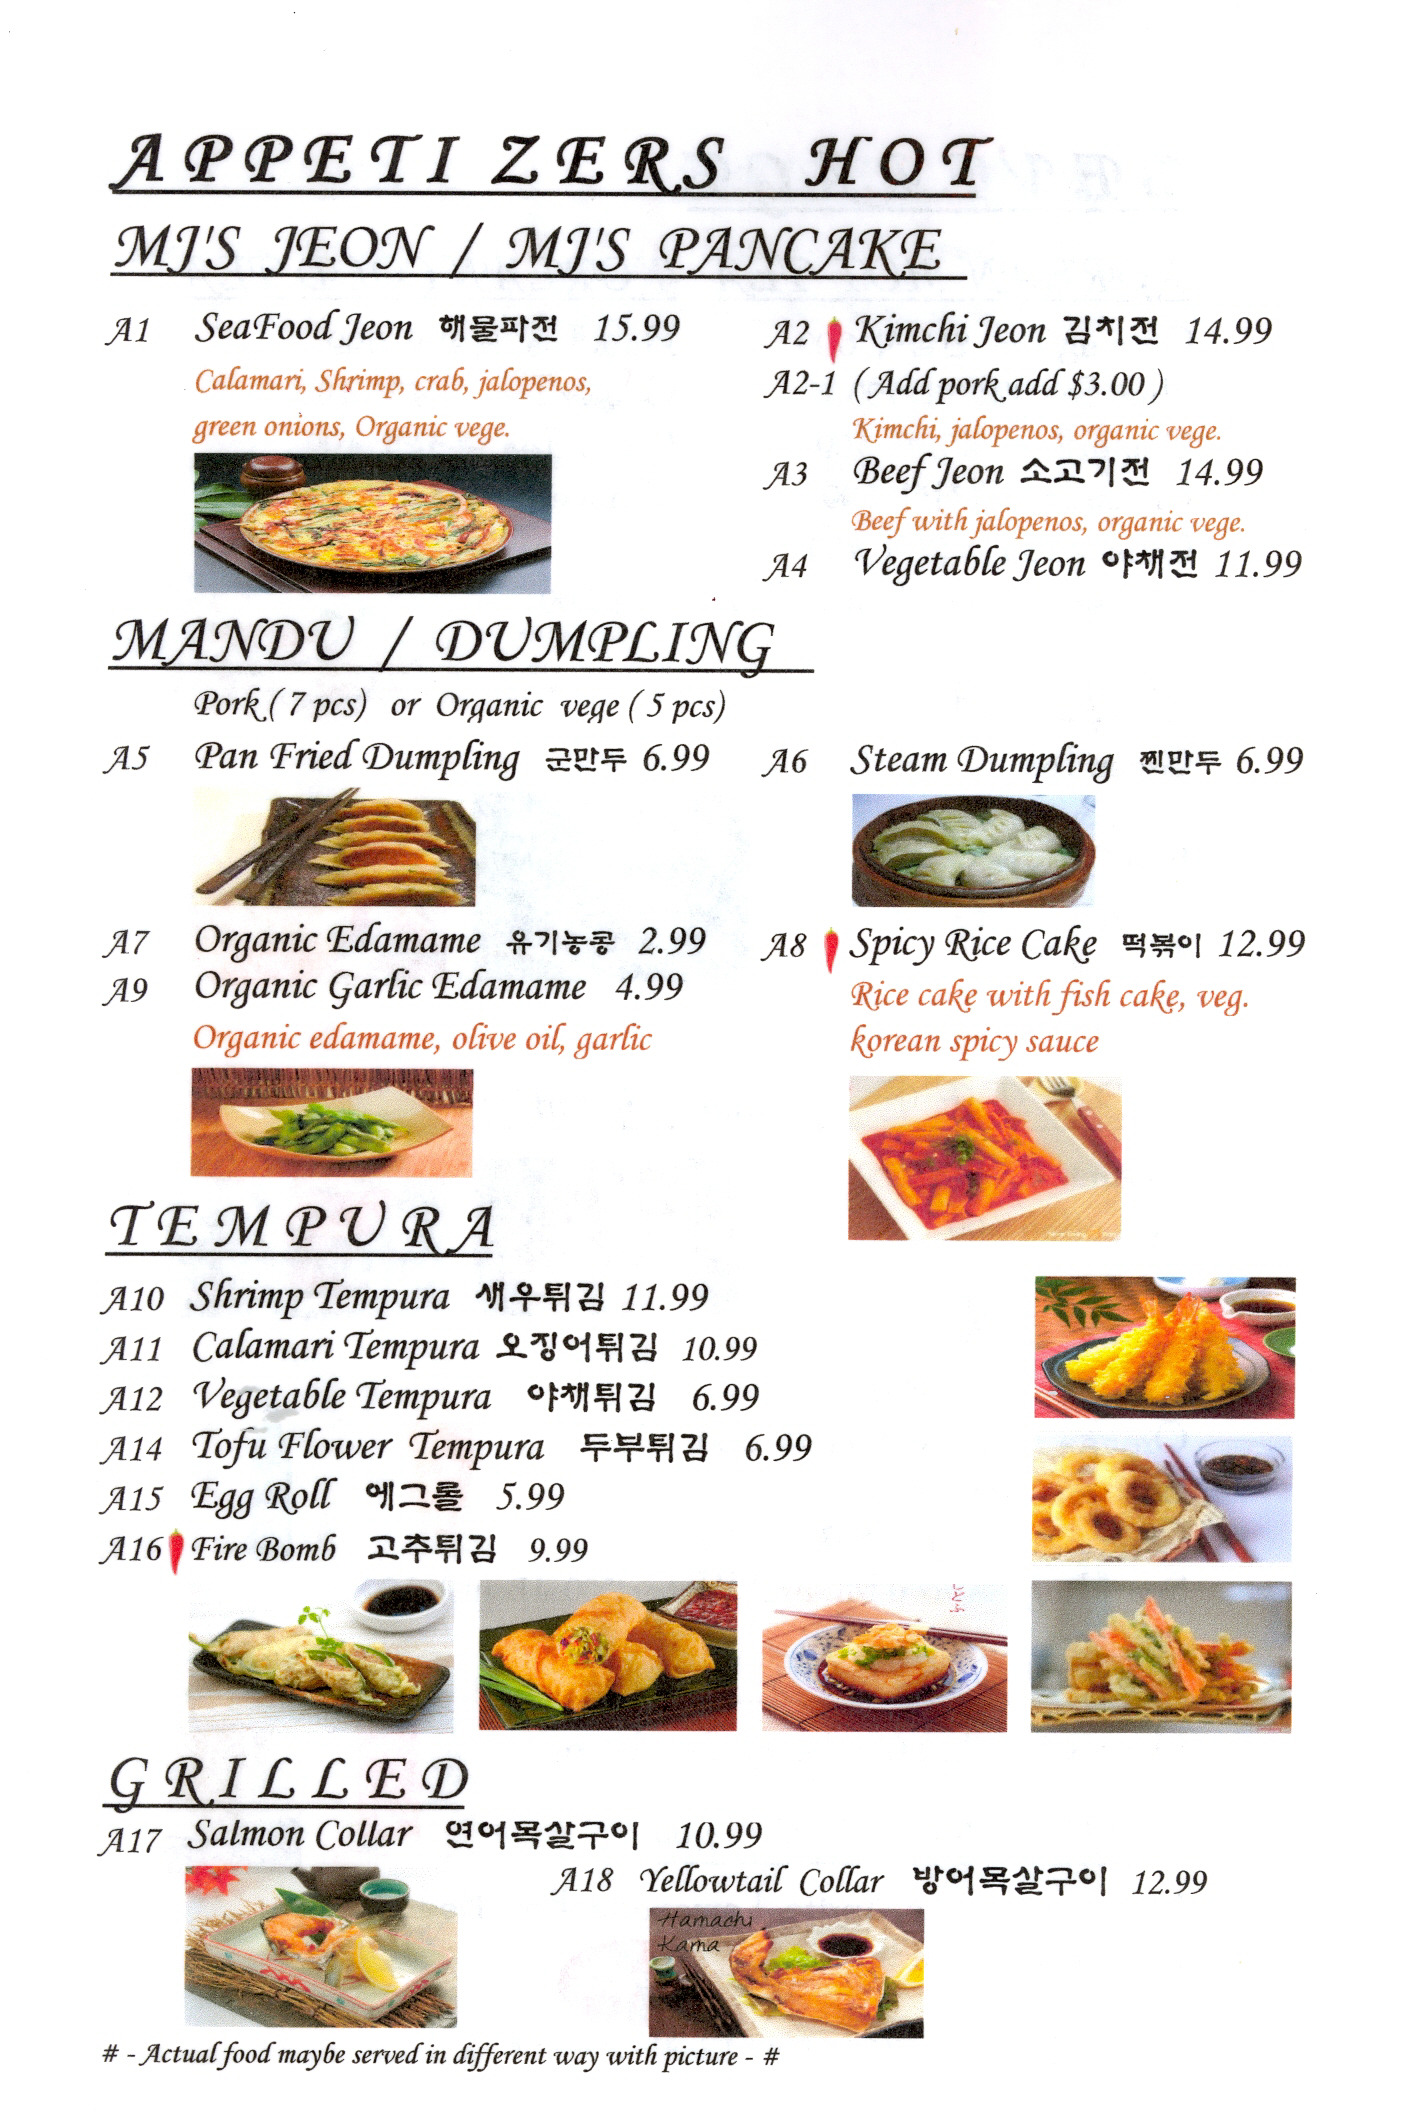 APPETIZERS HOT
MJ'S JEON / MJ'S PANCAKE
A1 SeaFood Jeon 해물파전 15.99
Calamari, Shrimp, crab, jalopenos,
green onions, Organic vege.
A2 Kimchi Jeon 김치전 14.99
A2-1 (Add pork add $3.00)
Kimchi, jalopenos, organic vege.
A3 Beef Jeon 소고기전 14.99
Beef with jalopenos, organic vege.
A4 Vegetable Jeon 야채전 11.99
MANDU / DUMPLING
Pork (7 pcs) or Organic vege (5 pcs)
A5 Pan Fried Dumpling 군만두 6.99
A6 Steam Dumpling 찐만두 6.99
A7 Organic Edamame 유기농콩 2.99
A9 Organic Garlic Edamame 4.99
Organic edamame, olive oil, garlic
A8 Spicy Rice Cake 떡볶이 12.99
Rice cake with fish cake, veg.
korean spicy sauce
TEMPURA
A10 Shrimp Tempura 새우튀김 11.99
A11 Calamari Tempura 오징어튀김 10.99
A12 Vegetable Tempura 야채튀김 6.99
A14 Tofu Flower Tempura 두부튀김 6.99
A15 Egg Roll 에그롤 5.99
A16 Fire Bomb 고추튀김 9.99
GRILLED
A17 Salmon Collar 연어목살구이 10.99
A18 Yellowtail Collar 방어목살구이 12.99
Hamachi
Kama
# - Actual food maybe served in different way with picture - #